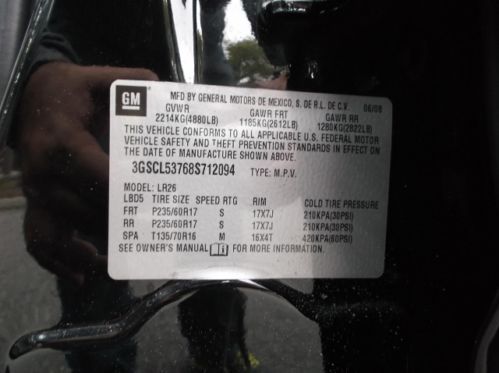 GM
MFD BY GENERAL MOTORS DE MEXICO, S. DE R.L. DE C.V. 06/08
GVWR GAWR FRT GAWR RR
2214KG(4880LB) 1185KG(2612LB) 1280KG(2822LB)
THIS VEHICLE CONFORMS TO ALL APPLICABLE U.S. FEDERAL MOTOR
VEHICLE SAFETY AND THEFT PREVENTION STANDARDS IN EFFECT ON
THE DATE OF MANUFACTURE SHOWN ABOVE.
3GSCL53768S712094 TYPE: M.P.V.
MODEL: LR26
LBD5 TIRE SIZE SPEED RTG RIM COLD TIRE PRESSURE
FRT P235/60R17 S 17X7J 210KPA(30PSI)
RR P235/60R17 S 17X7J 210KPA(30PSI)
SPA T135/70R16 M 16X4T 420KPA(60PSI)
SEE OWNER'S MANUAL FOR MORE INFORMATION.